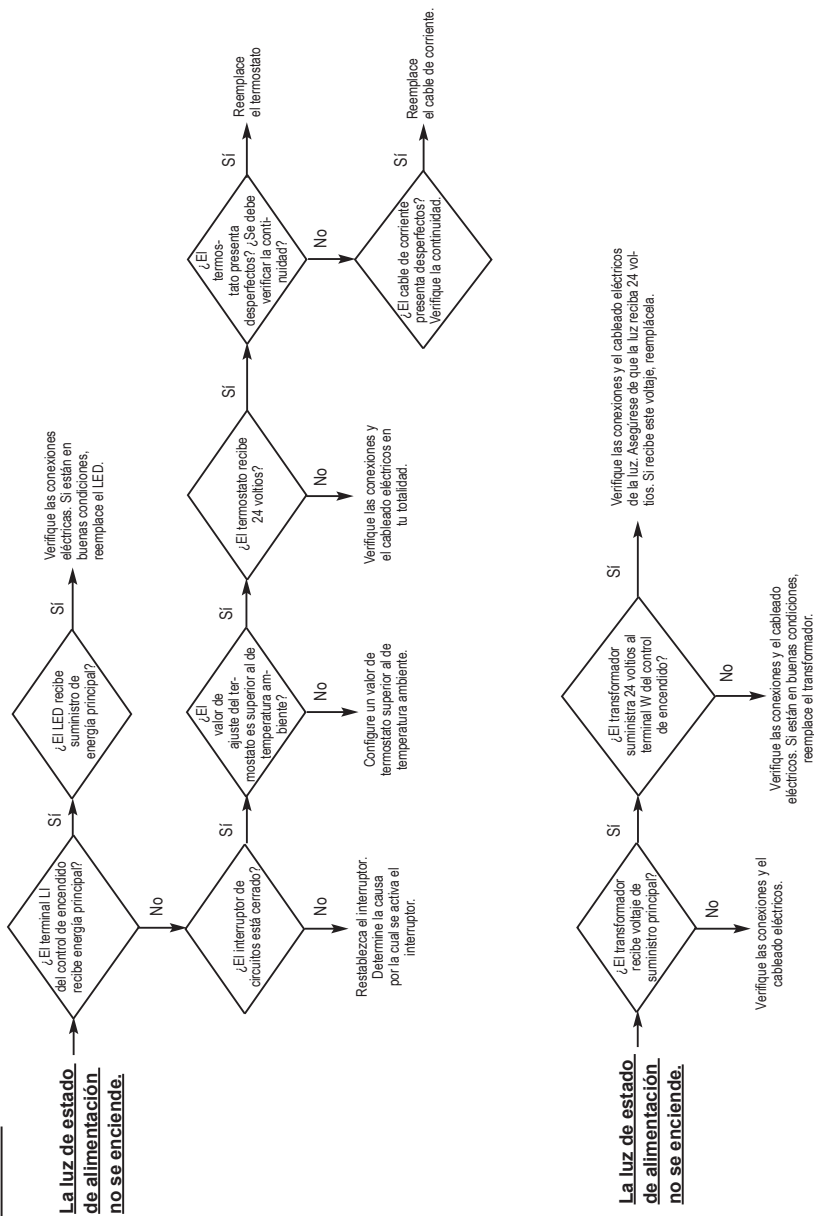 La luz de estado
de alimentación
no se enciende.
¿El terminal LI
del control de encendido
recibe energía principal?
Sí
¿El LED recibe
suministro de
energía principal?
Sí
Verifique las conexiones
eléctricas. Si están en
buenas condiciones,
reemplace el LED.
No
¿El interruptor de
circuitos está cerrado?
No
Restablezca el interruptor.
Determine la causa
por la cual se activa el
interruptor.
Sí
¿El
valor de
ajuste del ter-
mostato es superior al de
temperatura am-
biente?
No
Configure un valor de
termostato superior al de
temperatura ambiente.
Sí
¿El termostato recibe
24 voltios?
No
Verifique las conexiones y
el cableado eléctricos en
tu totalidad.
Sí
¿El
termos-
tato presenta
desperfectos? ¿Se debe
verificar la conti-
nuidad?
Sí
Reemplace
el termostato
No
¿El cable de corriente
presenta desperfectos?
Verifique la continuidad.
Sí
Reemplace
el cable de corriente.
La luz de estado
de alimentación
no se enciende.
¿El transformador
recibe voltaje de
suministro principal?
No
Verifique las conexiones y el
cableado eléctricos.
Sí
¿El transformador
suministra 24 voltios al
terminal W del control
de encendido?
No
Verifique las conexiones y el cableado
eléctricos. Si están en buenas condiciones,
reemplace el transformador.
Sí
Verifique las conexiones y el cableado eléctricos
de la luz. Asegúrese de que la luz reciba 24 vol-
tios. Si recibe este voltaje, reemplácela.